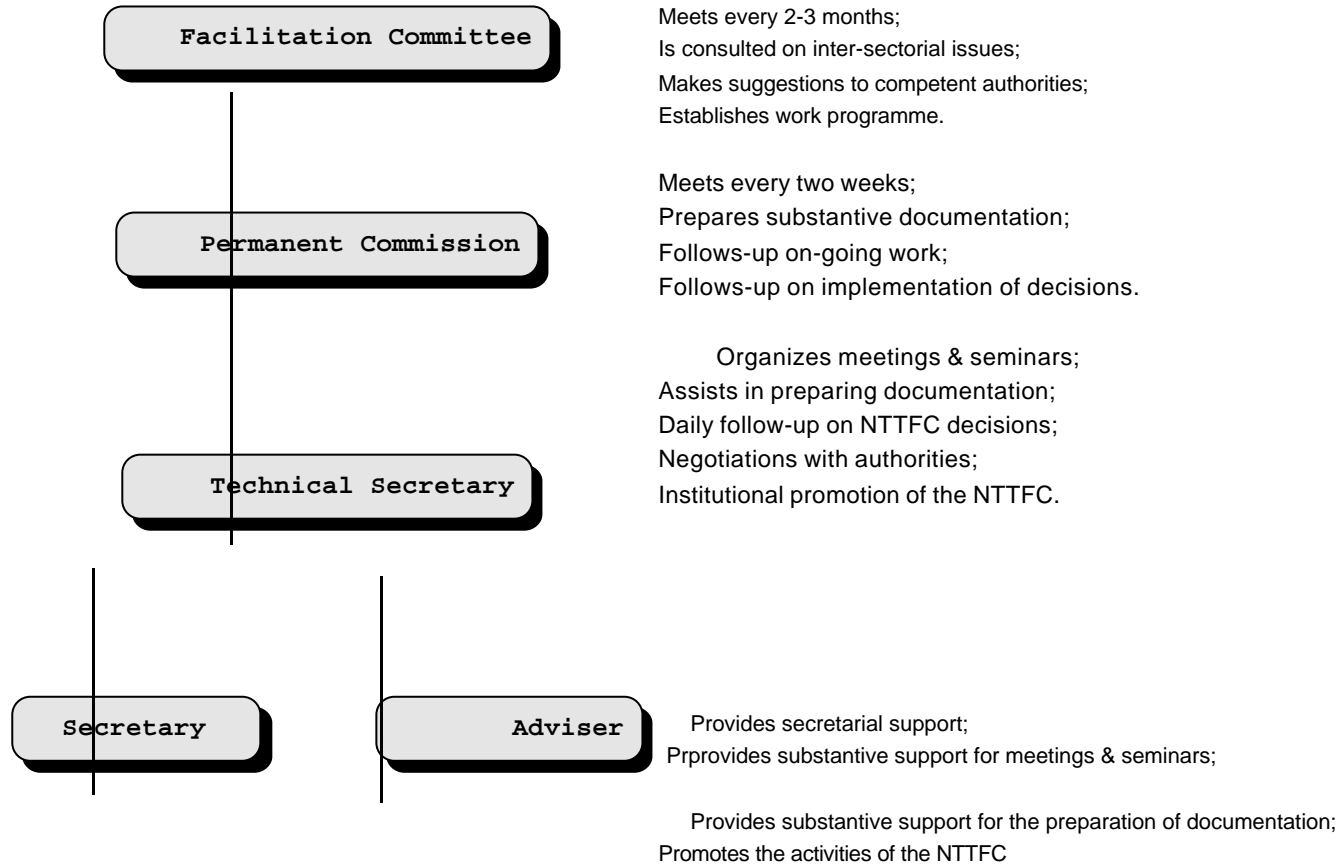 Facilitation Committee
Meets every 2-3 months;
Is consulted on inter-sectorial issues;
Makes suggestions to competent authorities;
Establishes work programme.
Permanent Commission
Meets every two weeks;
Prepares substantive documentation;
Follows-up on-going work;
Follows-up on implementation of decisions.
Technical Secretary
Organizes meetings & seminars;
Assists in preparing documentation;
Daily follow-up on NTTFC decisions;
Negotiations with authorities;
Institutional promotion of the NTTFC.
Secretary
Adviser
Provides secretarial support;
Prprovides substantive support for meetings & seminars;
Provides substantive support for the preparation of documentation;
Promotes the activities of the NTTFC